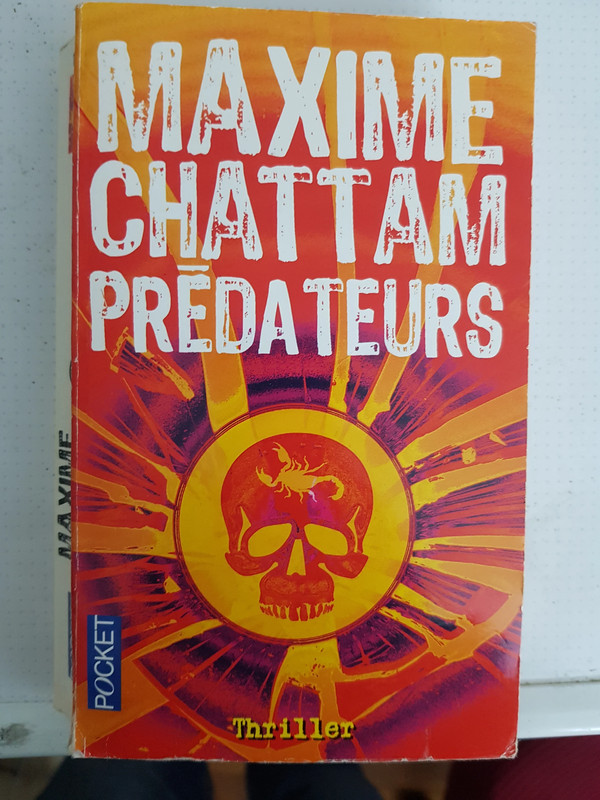 MAXIME
CHATTAM
PRÉDATEURS
POCKET
Thriller
MAXIME